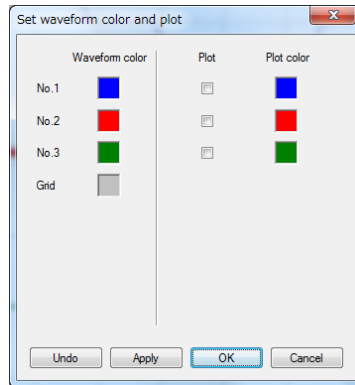 Set waveform color and plot
Waveform color Plot Plot color
No.1
No.2
No.3
Grid
Undo Apply OK Cancel